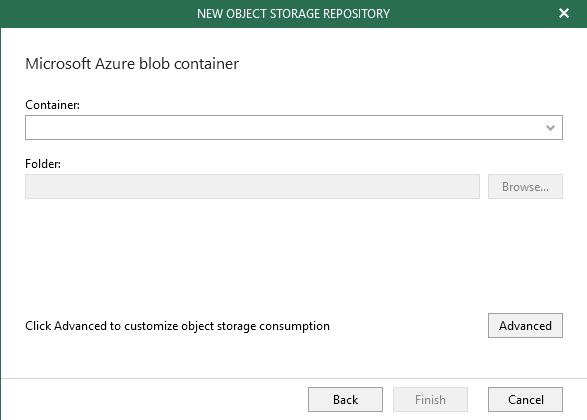 NEW OBJECT STORAGE REPOSITORY
Microsoft Azure blob container
Container:
Folder:
Browse...
Click Advanced to customize object storage consumption
Advanced
Back
Finish
Cancel